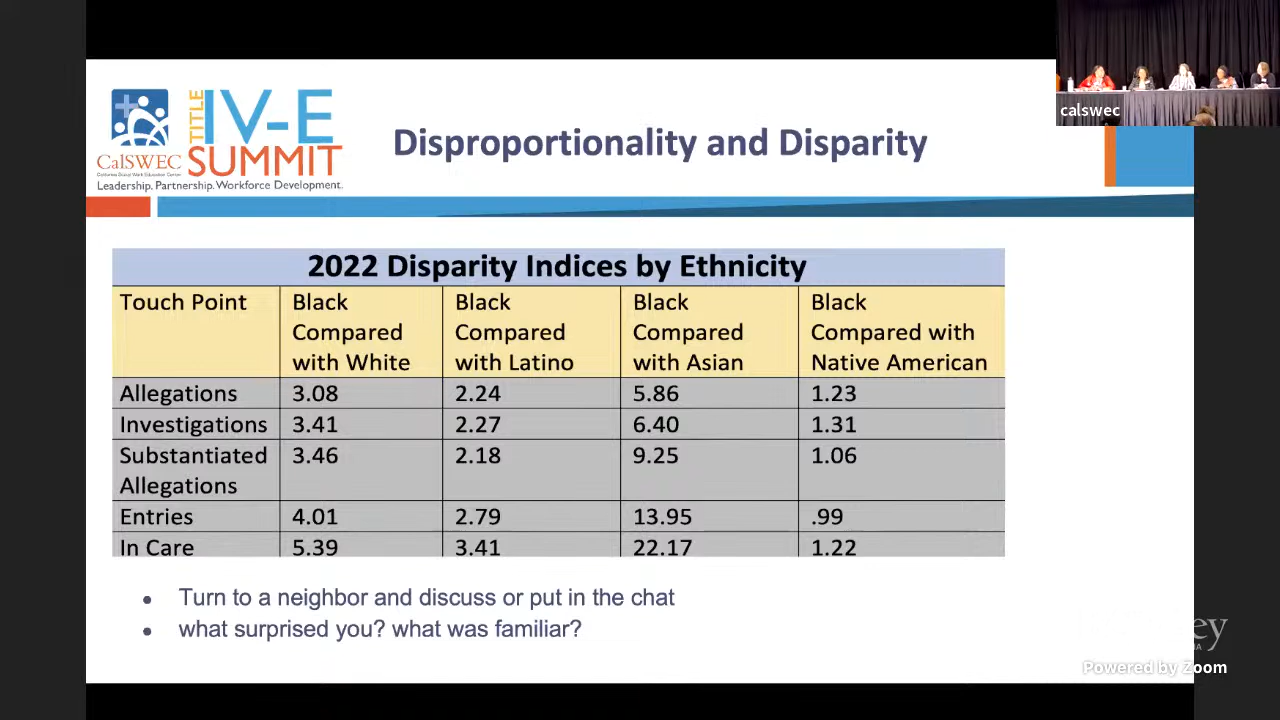 calswec
TITLE
IV-E
SUMMIT
CalSWEC
Leadership. Partnership. Workforce Development.
Disproportionality and Disparity
2022 Disparity Indices by Ethnicity
Touch Point
Black
Compared
with White
Black
Compared
with Latino
Black
Compared
with Asian
Black
Compared with
Native American
Allegations 3.08 2.24 5.86 1.23
Investigations 3.41 2.27 6.40 1.31
Substantiated
Allegations
3.46 2.18 9.25 1.06
Entries 4.01 2.79 13.95 .99
In Care 5.39 3.41 22.17 1.22
• Turn to a neighbor and discuss or put in the chat
• what surprised you? what was familiar?
Powered by Zoom